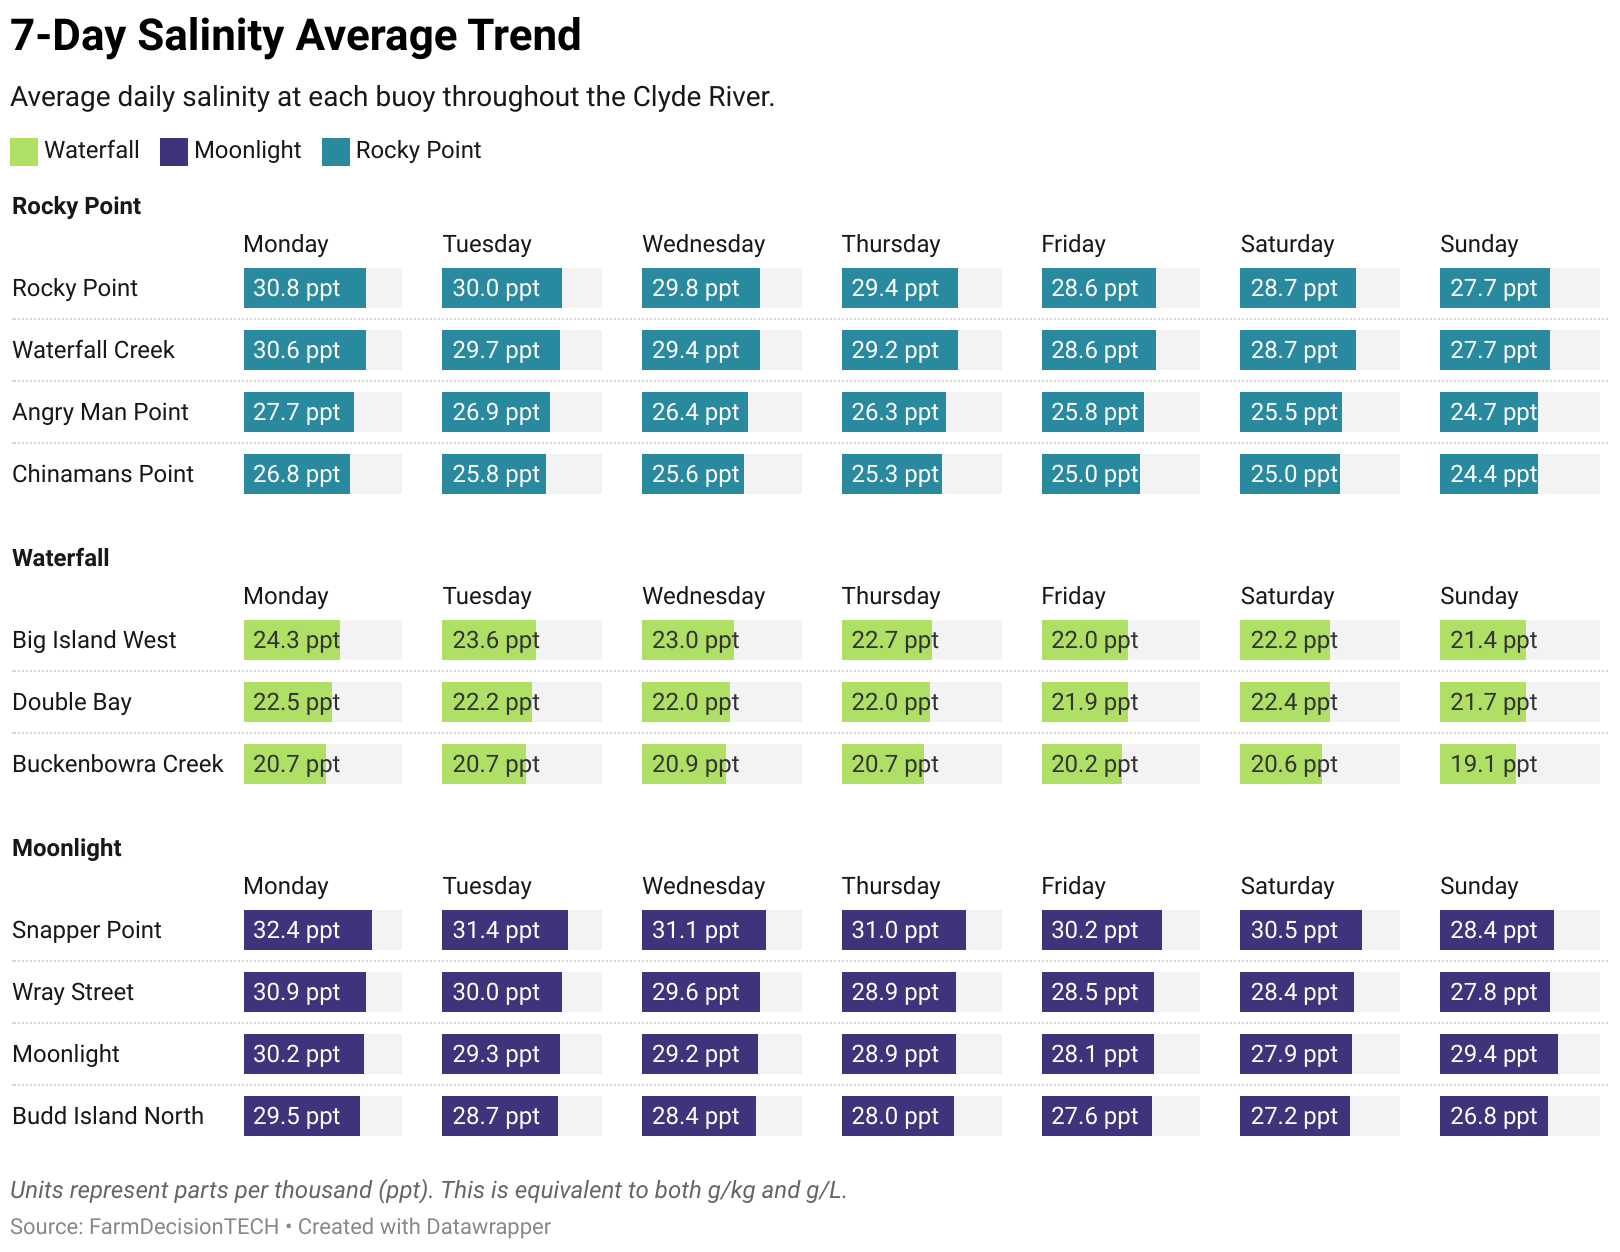 7-Day Salinity Average Trend
Average daily salinity at each buoy throughout the Clyde River.
Waterfall Moonlight Rocky Point
Rocky Point
Monday Tuesday Wednesday Thursday Friday Saturday Sunday
Rocky Point 30.8 ppt 30.0 ppt 29.8 ppt 29.4 ppt 28.6 ppt 28.7 ppt 27.7 ppt
Waterfall Creek 30.6 ppt 29.7 ppt 29.4 ppt 29.2 ppt 28.6 ppt 28.7 ppt 27.7 ppt
Angry Man Point 27.7 ppt 26.9 ppt 26.4 ppt 26.3 ppt 25.8 ppt 25.5 ppt 24.7 ppt
Chinamans Point 26.8 ppt 25.8 ppt 25.6 ppt 25.3 ppt 25.0 ppt 25.0 ppt 24.4 ppt
Waterfall
Monday Tuesday Wednesday Thursday Friday Saturday Sunday
Big Island West 24.3 ppt 23.6 ppt 23.0 ppt 22.7 ppt 22.0 ppt 22.2 ppt 21.4 ppt
Double Bay 22.5 ppt 22.2 ppt 22.0 ppt 22.0 ppt 21.9 ppt 22.4 ppt 21.7 ppt
Buckenbowra Creek 20.7 ppt 20.7 ppt 20.9 ppt 20.7 ppt 20.2 ppt 20.6 ppt 19.1 ppt
Moonlight
Monday Tuesday Wednesday Thursday Friday Saturday Sunday
Snapper Point 32.4 ppt 31.4 ppt 31.1 ppt 31.0 ppt 30.2 ppt 30.5 ppt 28.4 ppt
Wray Street 30.9 ppt 30.0 ppt 29.6 ppt 28.9 ppt 28.5 ppt 28.4 ppt 27.8 ppt
Moonlight 30.2 ppt 29.3 ppt 29.2 ppt 28.9 ppt 28.1 ppt 27.9 ppt 29.4 ppt
Budd Island North 29.5 ppt 28.7 ppt 28.4 ppt 28.0 ppt 27.6 ppt 27.2 ppt 26.8 ppt
Units represent parts per thousand (ppt). This is equivalent to both g/kg and g/L.
Source: FarmDecisionTECH • Created with Datawrapper